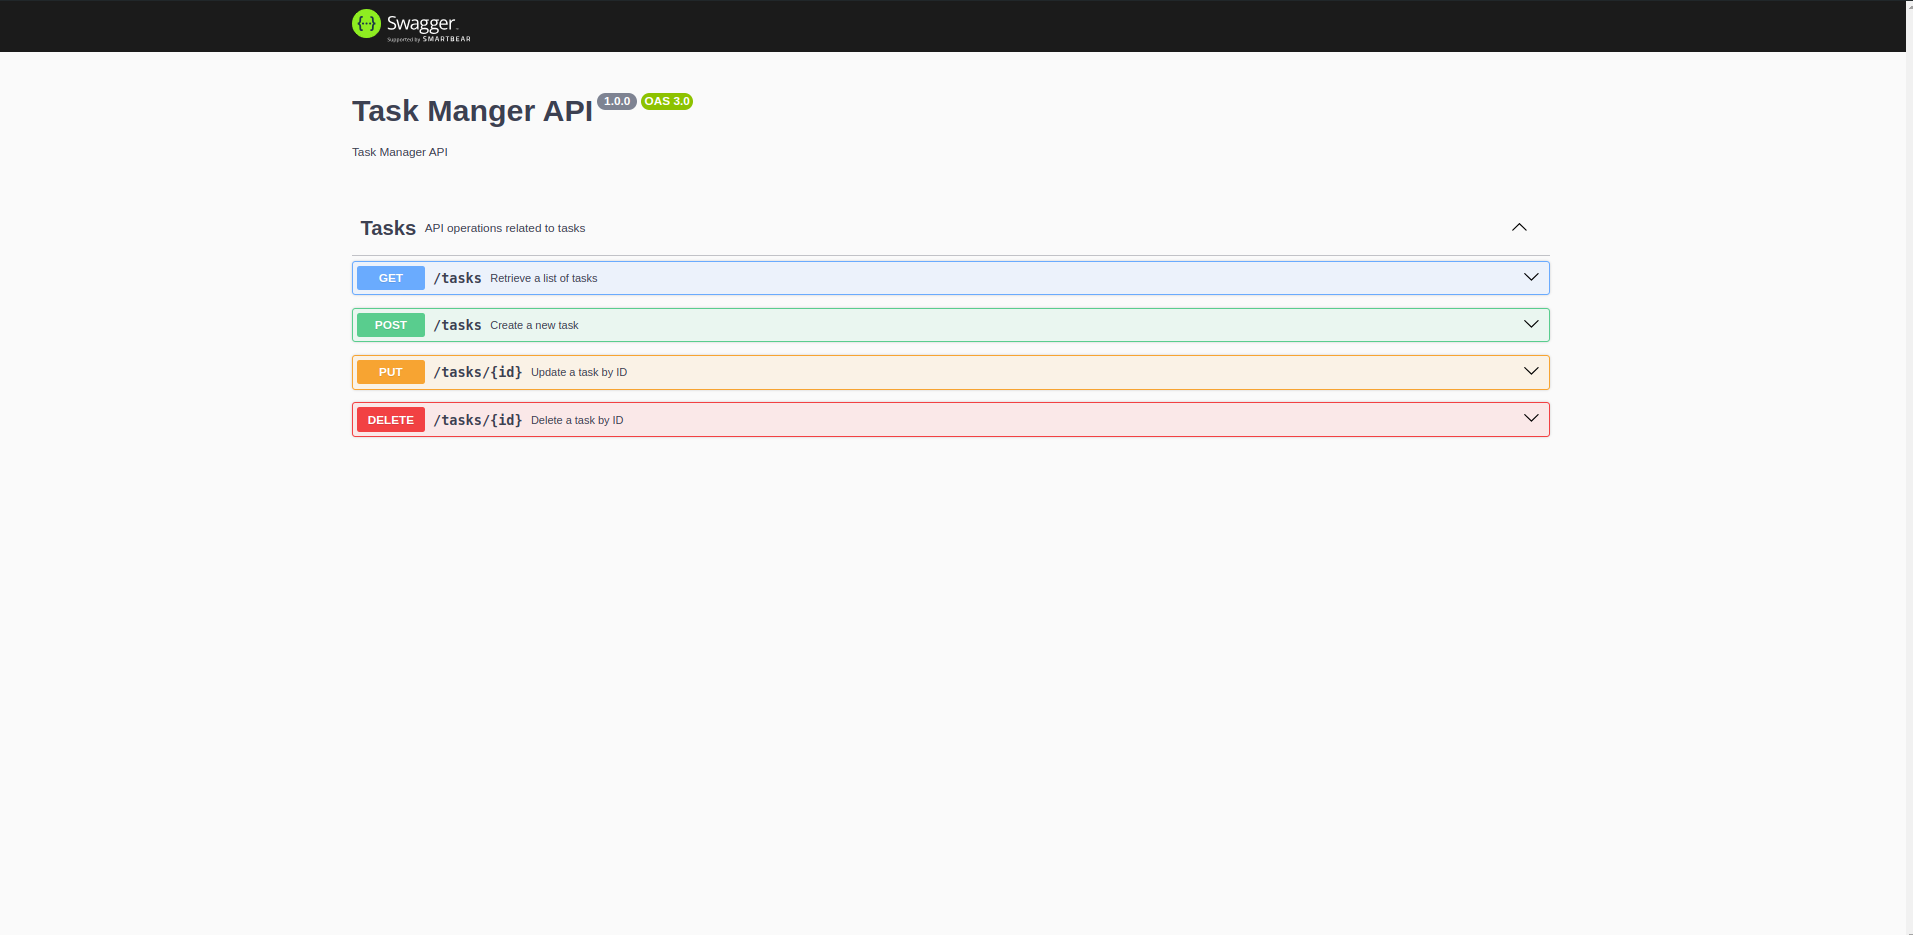 Swagger
Supported by SMARTBEAR
Task Manger API 1.0.0 OAS 3.0
Task Manager API
Tasks API operations related to tasks
GET /tasks Retrieve a list of tasks
POST /tasks Create a new task
PUT /tasks/{id} Update a task by ID
DELETE /tasks/{id} Delete a task by ID